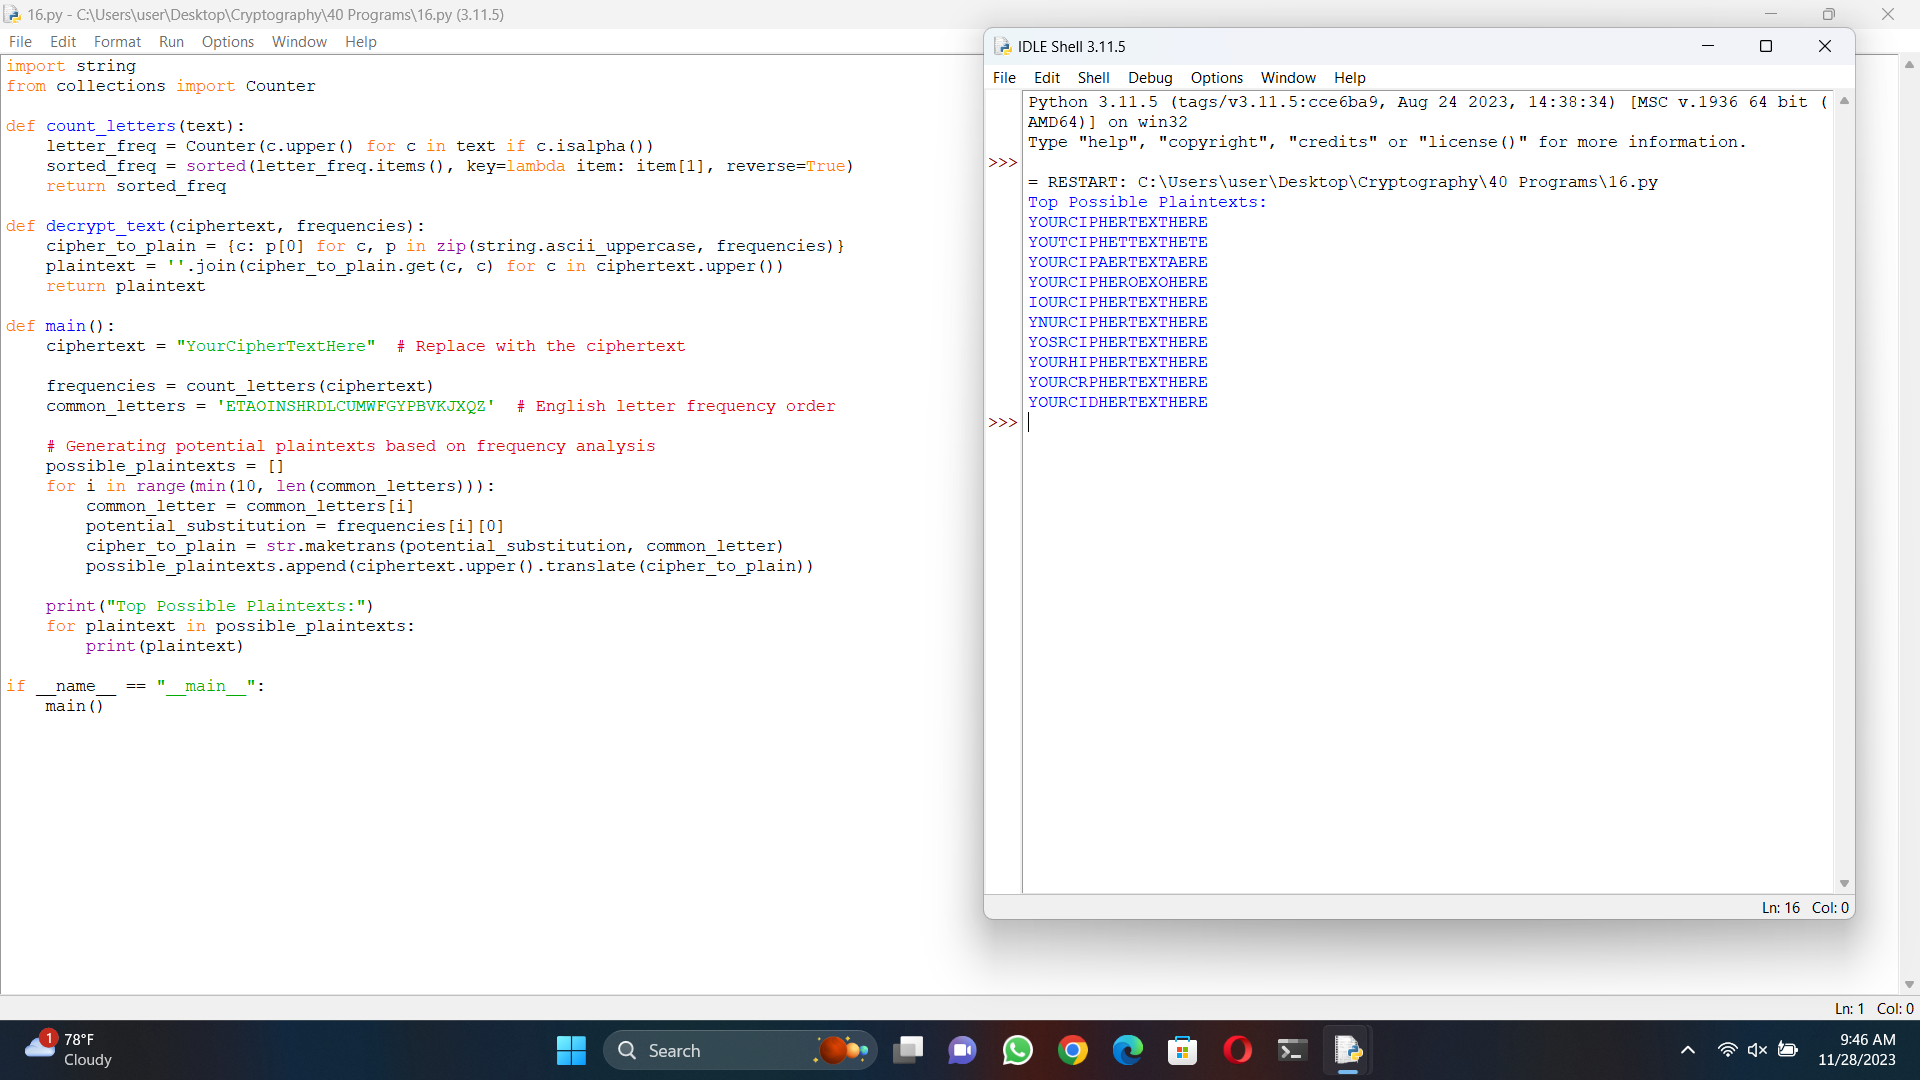 16.py - C:\Users\user\Desktop\Cryptography\40 Programs\16.py (3.11.5)
File Edit Format Run Options Window Help
import string
from collections import Counter
def count_letters(text):
    letter_freq = Counter(c.upper() for c in text if c.isalpha())
    sorted_freq = sorted(letter_freq.items(), key=lambda item: item[1], reverse=True)
    return sorted_freq
def decrypt_text(ciphertext, frequencies):
    cipher_to_plain = {c: p[0] for c, p in zip(string.ascii_uppercase, frequencies)}
    plaintext = ''.join(cipher_to_plain.get(c, c) for c in ciphertext.upper())
    return plaintext
def main():
    ciphertext = "YourCipherTextHere"  # Replace with the ciphertext
    frequencies = count_letters(ciphertext)
    common_letters = 'ETAOINSHRDLCUMWFGYPBVKJXQZ'  # English letter frequency order
    # Generating potential plaintexts based on frequency analysis
    possible_plaintexts = []
    for i in range(min(10, len(common_letters))):
        common_letter = common_letters[i]
        potential_substitution = frequencies[i][0]
        cipher_to_plain = str.maketrans(potential_substitution, common_letter)
        possible_plaintexts.append(ciphertext.upper().translate(cipher_to_plain))
    print("Top Possible Plaintexts:")
    for plaintext in possible_plaintexts:
        print(plaintext)
if __name__ == "__main__":
    main()
Ln: 1 Col: 0
IDLE Shell 3.11.5
File Edit Shell Debug Options Window Help
Python 3.11.5 (tags/v3.11.5:cce6ba9, Aug 24 2023, 14:38:34) [MSC v.1936 64 bit (
AMD64)] on win32
Type "help", "copyright", "credits" or "license()" for more information.
>>>
= RESTART: C:\Users\user\Desktop\Cryptography\40 Programs\16.py
Top Possible Plaintexts:
YOURCIPHERTEXTHERE
YOUTCIPHETTEXTHETE
YOURCIPAERTEXTAERE
YOURCIPHEROEXOHERE
IOURCIPHERTEXTHERE
YNURCIPHERTEXTHERE
YOSRCIPHERTEXTHERE
YOURHIPHERTEXTHERE
YOURCRPHERTEXTHERE
YOURCIDHERTEXTHERE
>>>
Ln: 16 Col: 0
1
78°F
Cloudy
Search
9:46 AM
11/28/2023